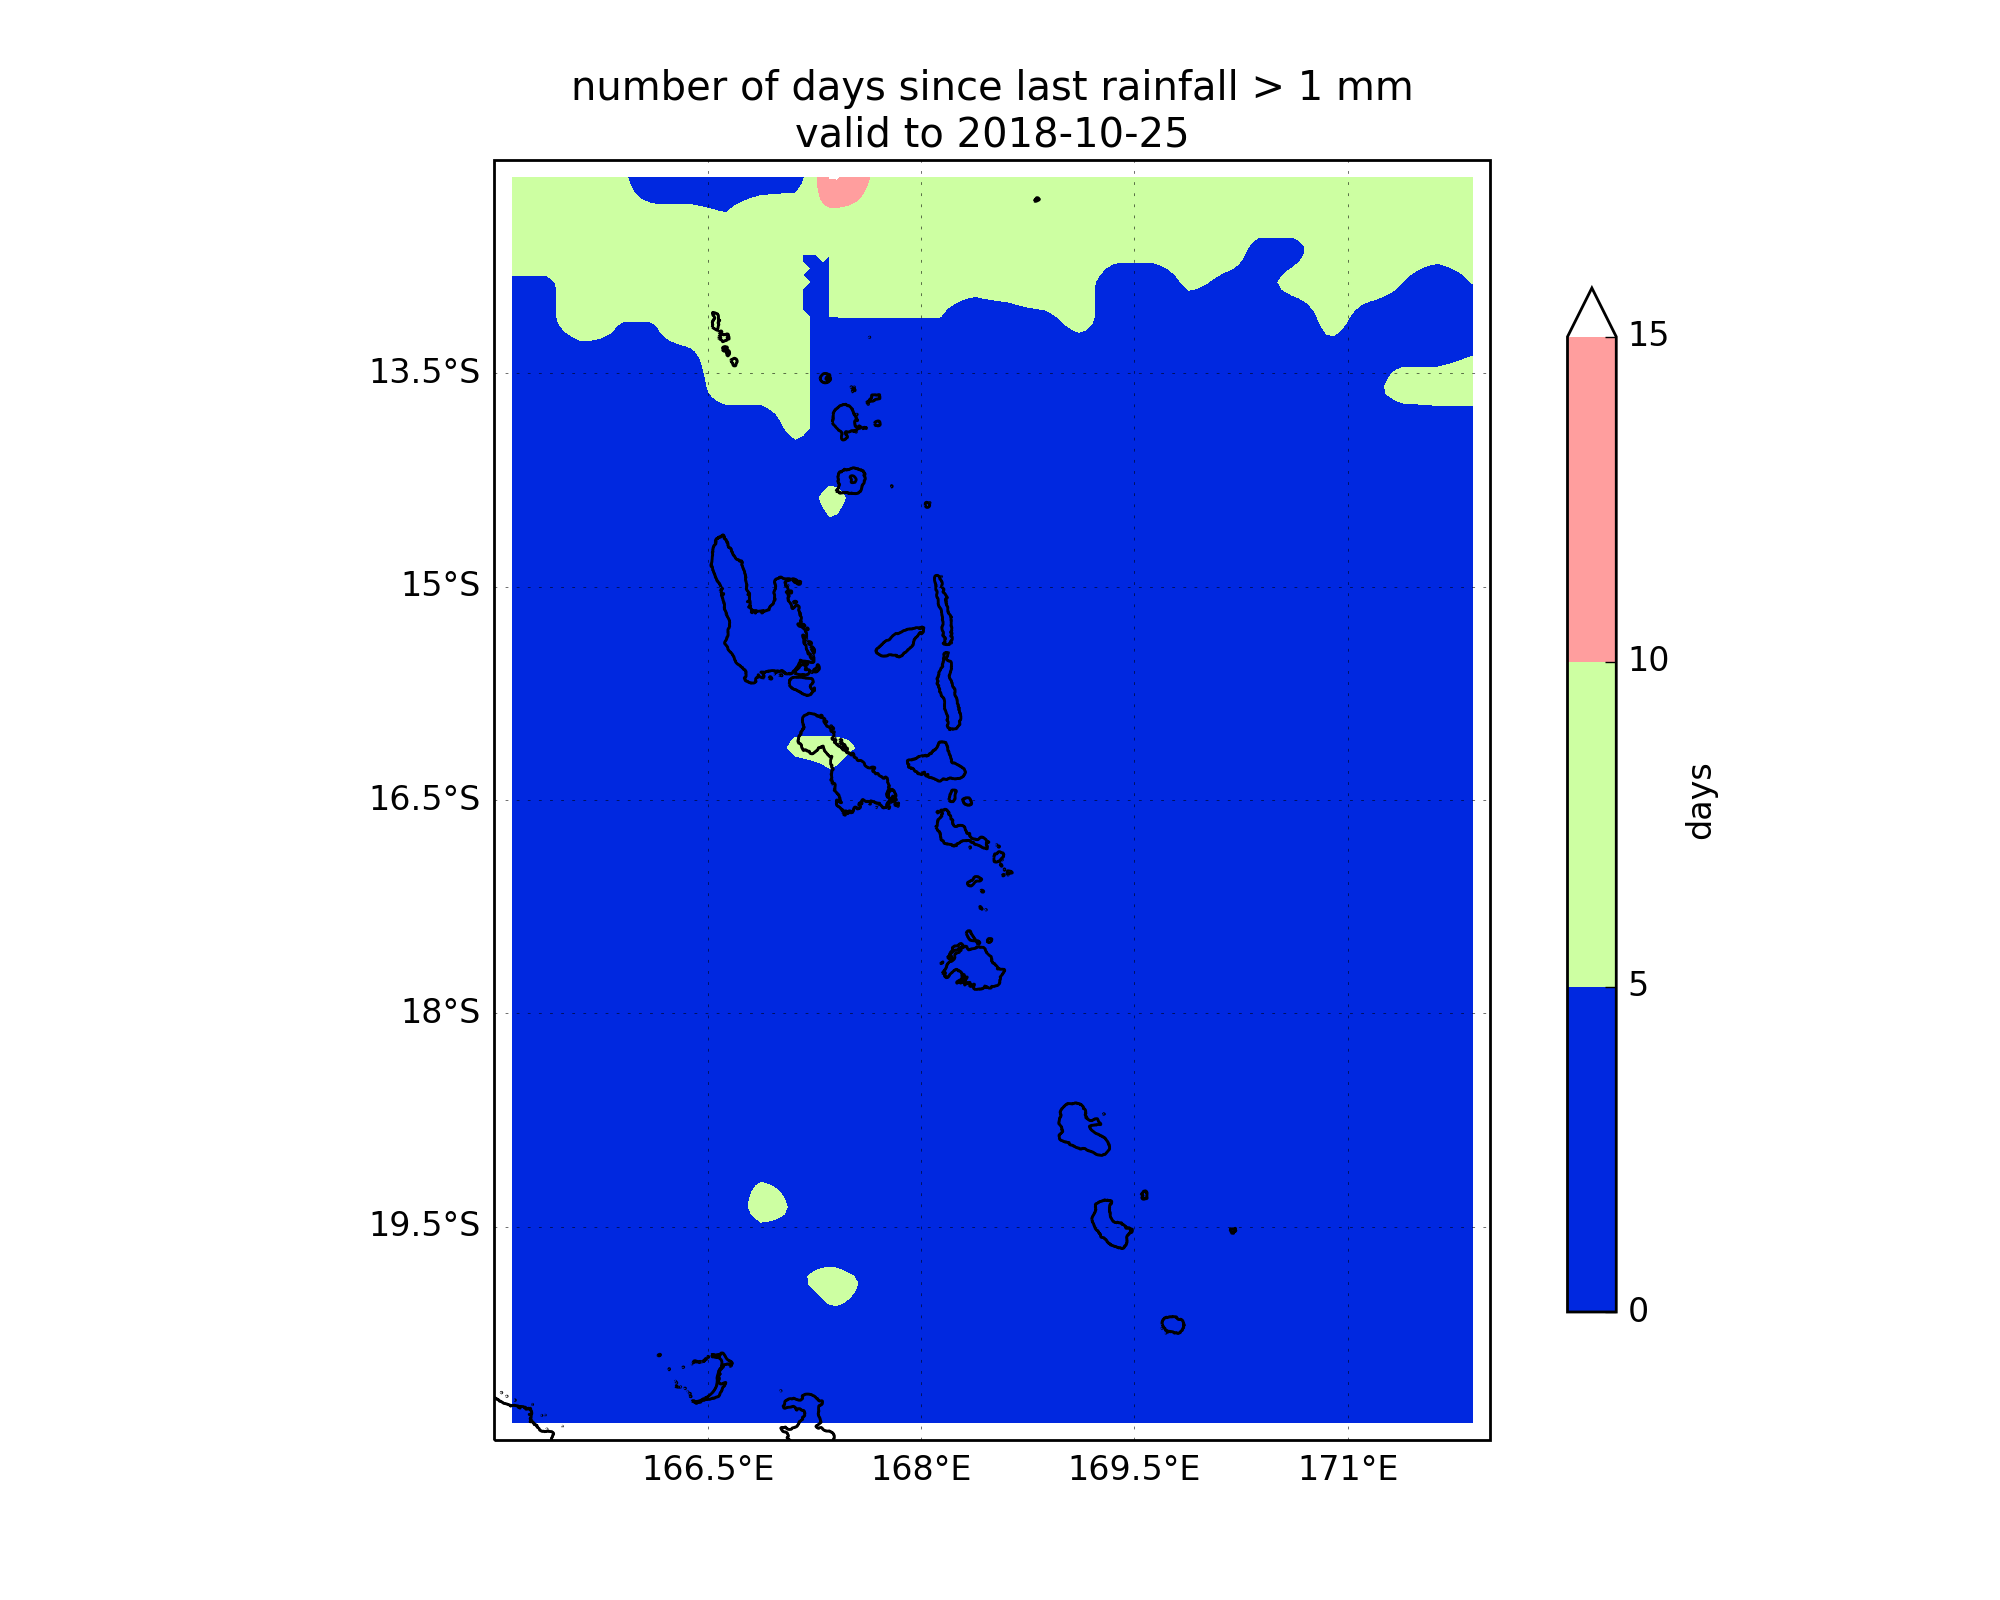 number of days since last rainfall > 1 mm
valid to 2018-10-25
13.5°S
15°S
16.5°S
18°S
19.5°S
166.5°E
168°E
169.5°E
171°E
15
10
5
0
days